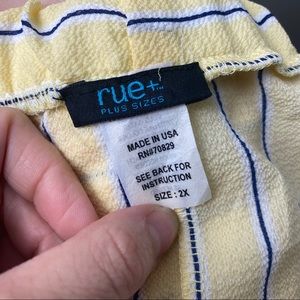 rue+...
PLUS SIZES
MADE IN USA
RN#70829
SEE BACK FOR
INSTRUCTION
SIZE : 2X